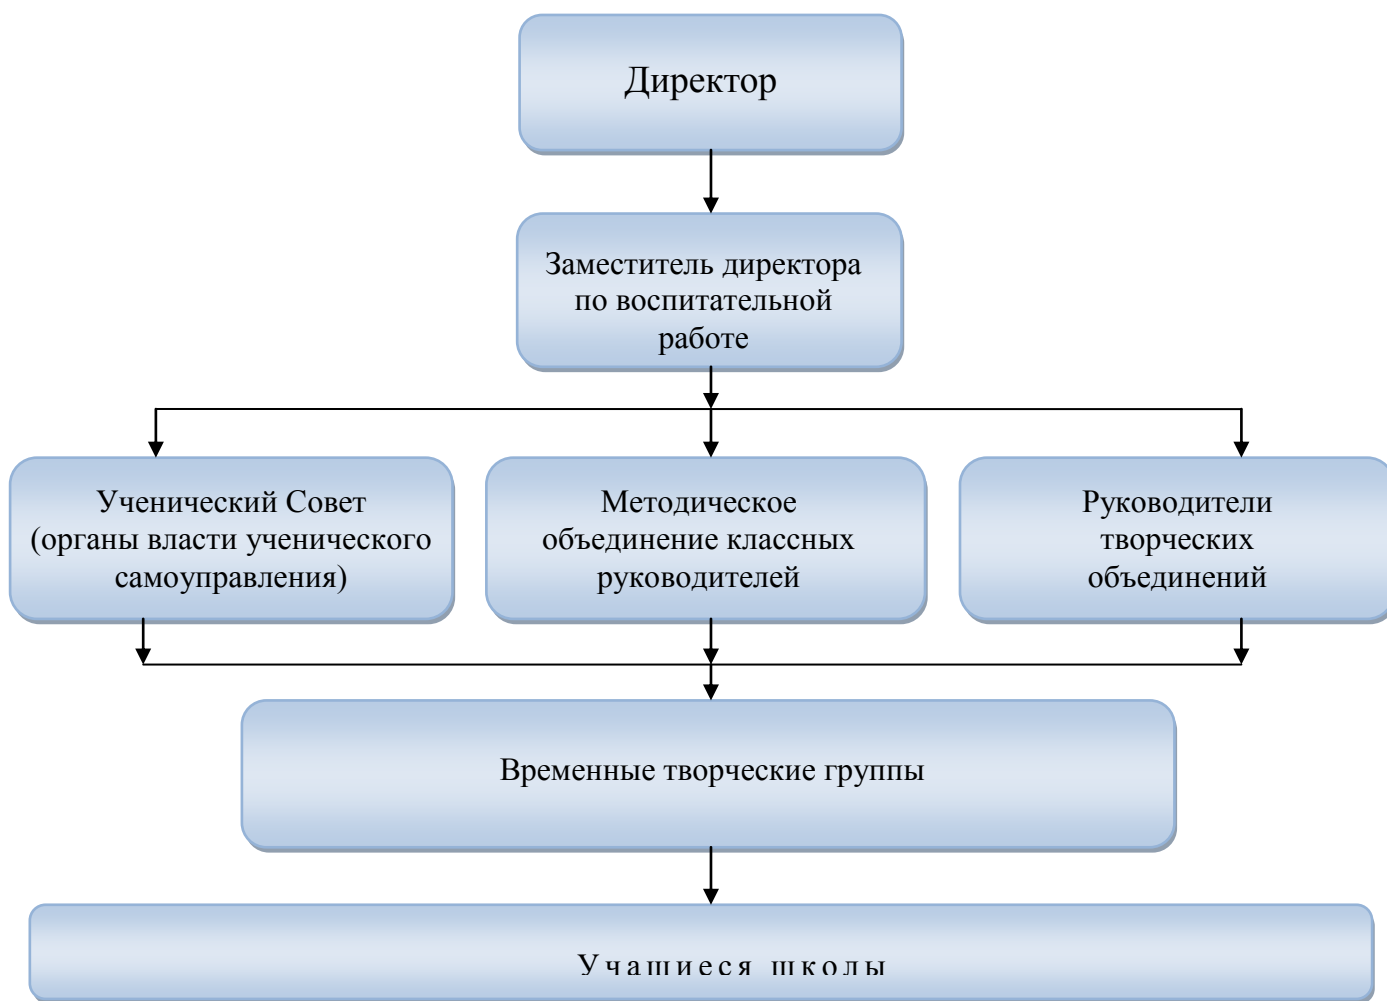 Директор
Заместитель директора
по воспитательной
работе
Ученический Совет
(органы власти ученического
самоуправления)
Методическое
объединение классных
руководителей
Руководители
творческих
объединений
Временные творческие группы
Учащиеся школы